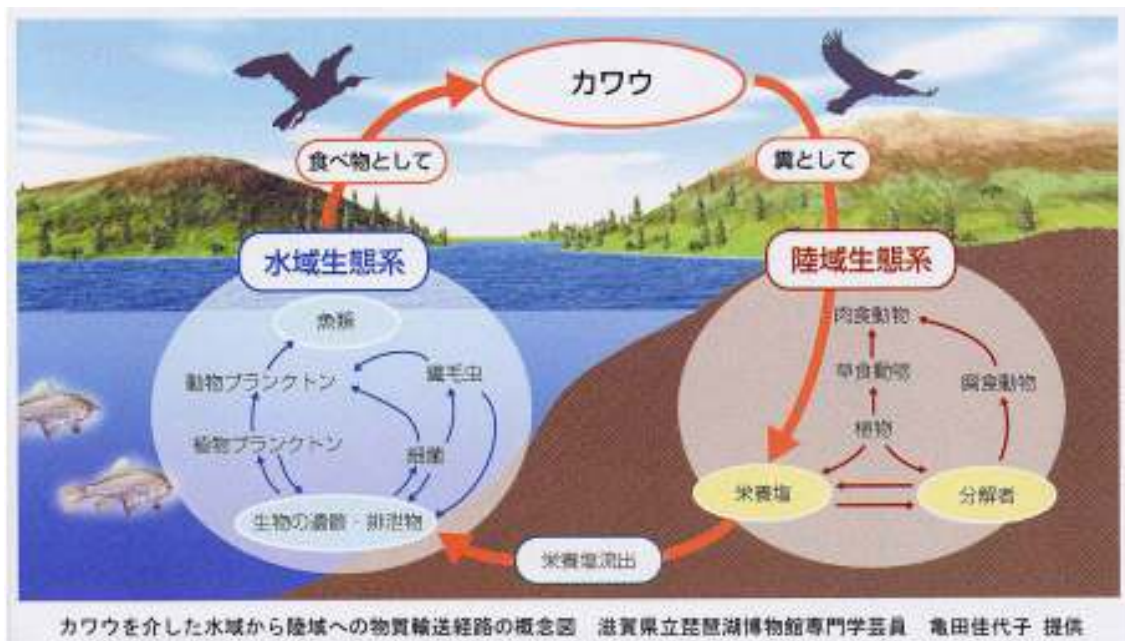 カワウ
食べ物として
糞として
水域生態系
陸域生態系
魚類
動物プランクトン
繊毛虫
植物プランクトン
細菌
生物の遺骸・排泄物
肉食動物
草食動物
腐食動物
植物
栄養塩
分解者
栄養塩流出
カワウを介した水域から陸域への物質輸送経路の概念図 滋賀県立琵琶湖博物館専門学芸員 亀田佳代子 提供